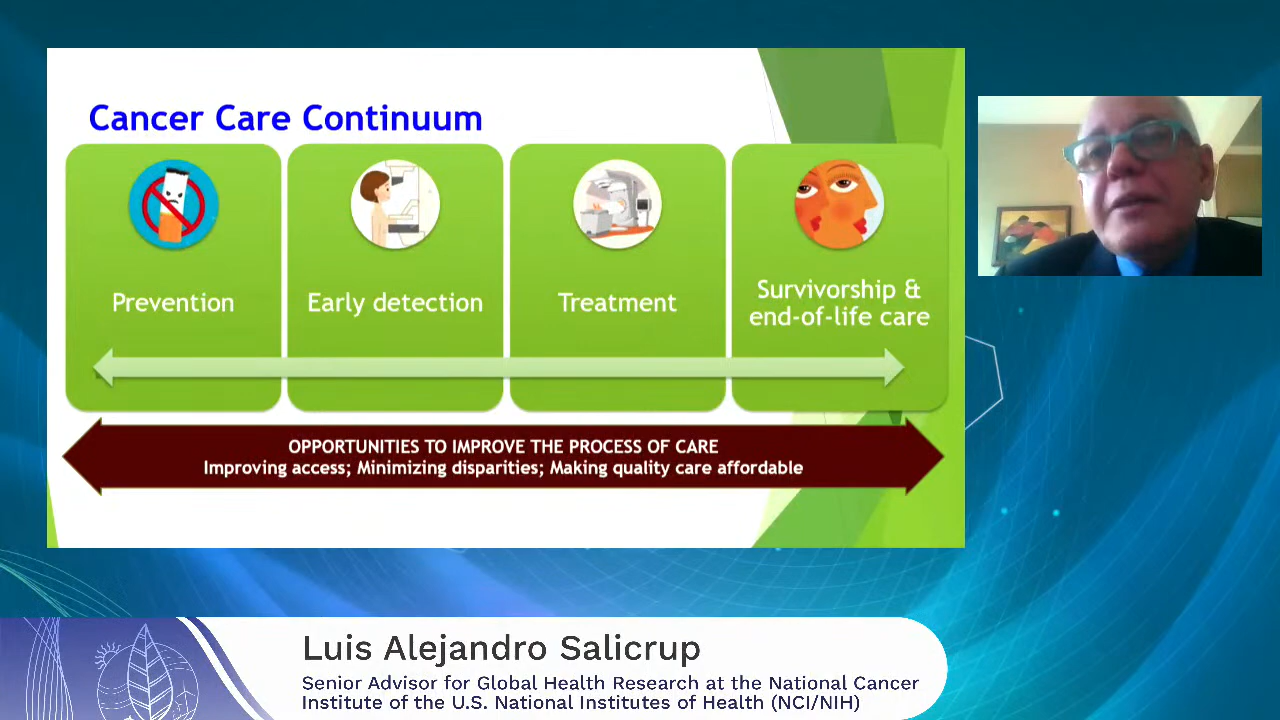 Cancer Care Continuum
Prevention
Early detection
Treatment
Survivorship &
end-of-life care
OPPORTUNITIES TO IMPROVE THE PROCESS OF CARE
Improving access; Minimizing disparities; Making quality care affordable
Luis Alejandro Salicrup
Senior Advisor for Global Health Research at the National Cancer
Institute of the U.S. National Institutes of Health (NCI/NIH)